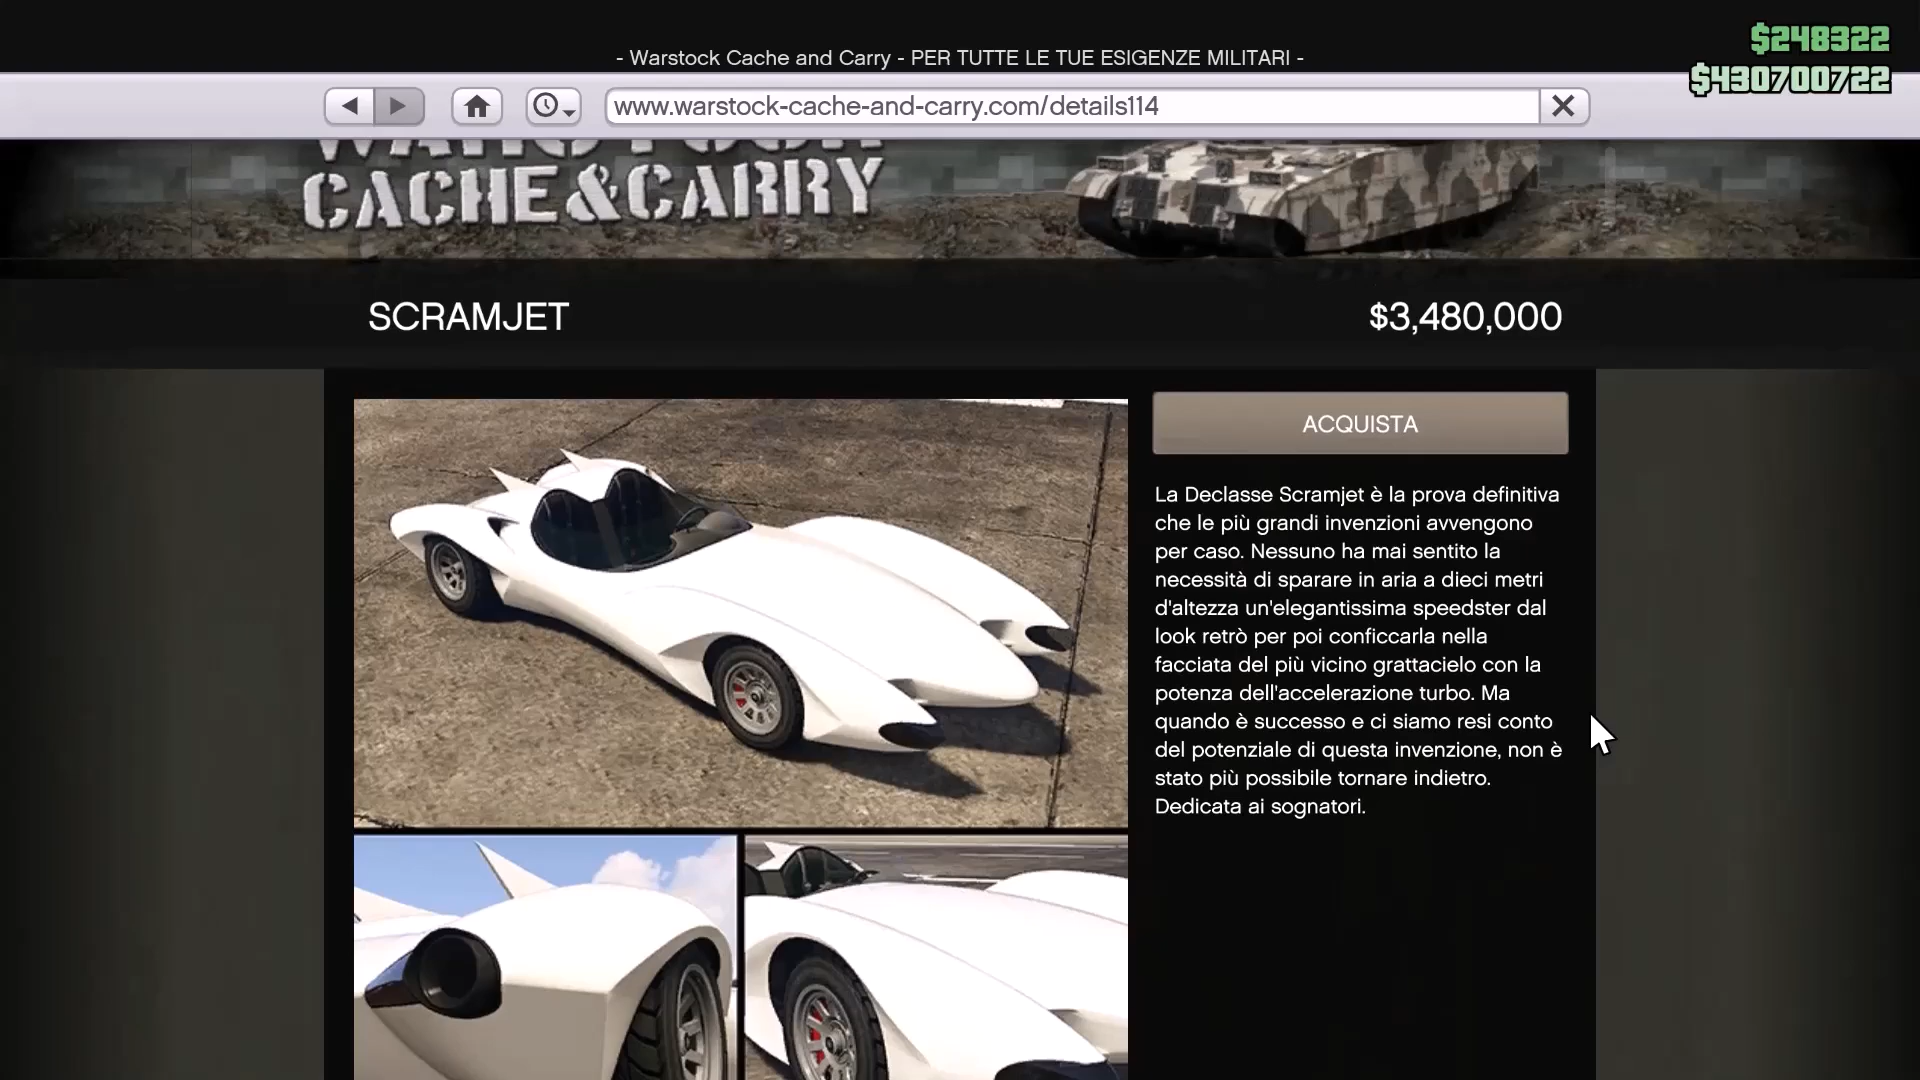 $248322
- Warstock Cache and Carry - PER TUTTE LE TUE ESIGENZE MILITARI -
$430700722
www.warstock-cache-and-carry.com/details114
CACHE&CARRY
SCRAMJET
$3,480,000
ACQUISTA
La Declasse Scramjet è la prova definitiva
che le più grandi invenzioni avvengono
per caso. Nessuno ha mai sentito la
necessità di sparare in aria a dieci metri
d'altezza un'elegantissima speedster dal
look retrò per poi conficcarla nella
facciata del più vicino grattacielo con la
potenza dell'accelerazione turbo. Ma
quando è successo e ci siamo resi conto
del potenziale di questa invenzione, non è
stato più possibile tornare indietro.
Dedicata ai sognatori.